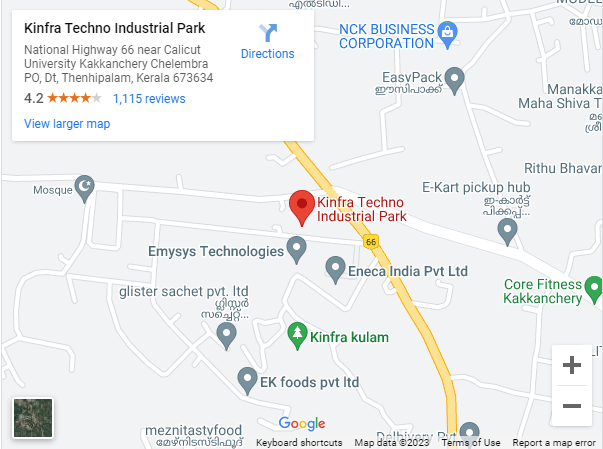 Kinfra Techno Industrial Park
National Highway 66 near Calicut
University Kakkanchery Chelembra
PO, Dt, Thenhipalam, Kerala 673634
4.2
1,115 reviews
View larger map
Directions
NCK BUSINESS
CORPORATION
എൽടിഡി...
EasyPack
ഈസിപാക്ക്
Manakka
Maha Shiva T
Rithu Bhavar
E-Kart pickup hub
ഇ-കാർട്ട്
പിക്കപ്പ്...
Mosque
Kinfra Techno
Industrial Park
66
Emysys Technologies
Eneca India Pvt Ltd
Core Fitness
Kakkanchery
glister sachet pvt. ltd
ഗ്ലിസ്റ്റർ
സച്ചെറ്റ്...
Kinfra kulam
EK foods pvt ltd
meznitastyfood
മേഴ്നിടസ്ടിഫുഡ്
Delhivery Pvt
Google
Keyboard shortcuts
Map data ©2023
Terms of Use
Report a map error